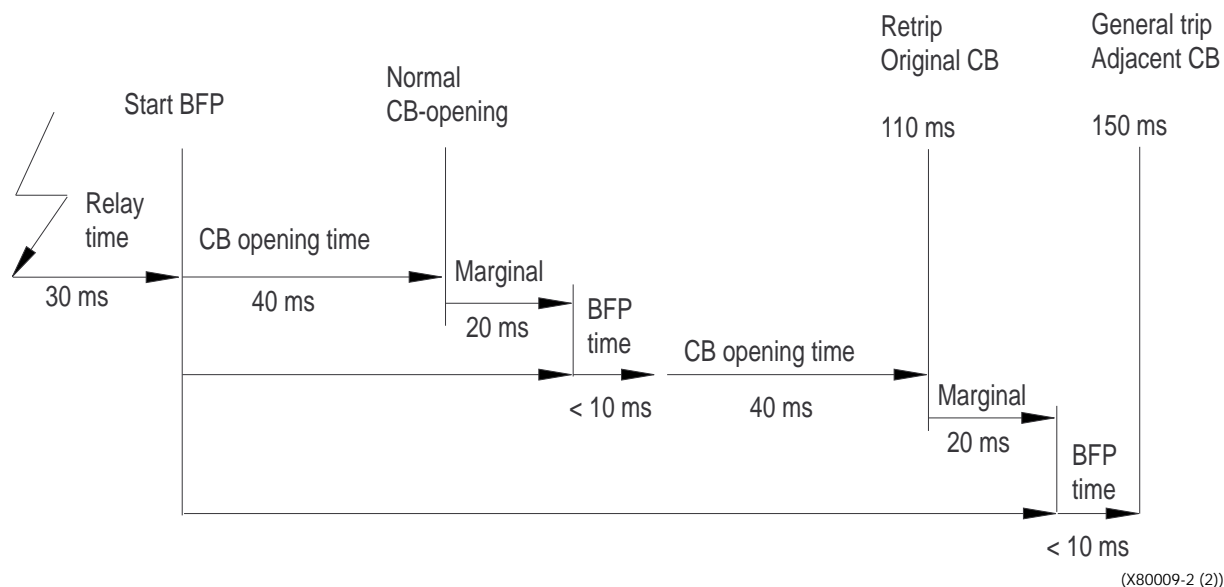 Retrip
Original CB
General trip
Adjacent CB
Normal
CB-opening
Start BFP
110 ms
150 ms
Relay
time
CB opening time
Marginal
30 ms
40 ms
20 ms
BFP
time
CB opening time
< 10 ms
40 ms
Marginal
20 ms
BFP
time
< 10 ms
(X80009-2 (2))